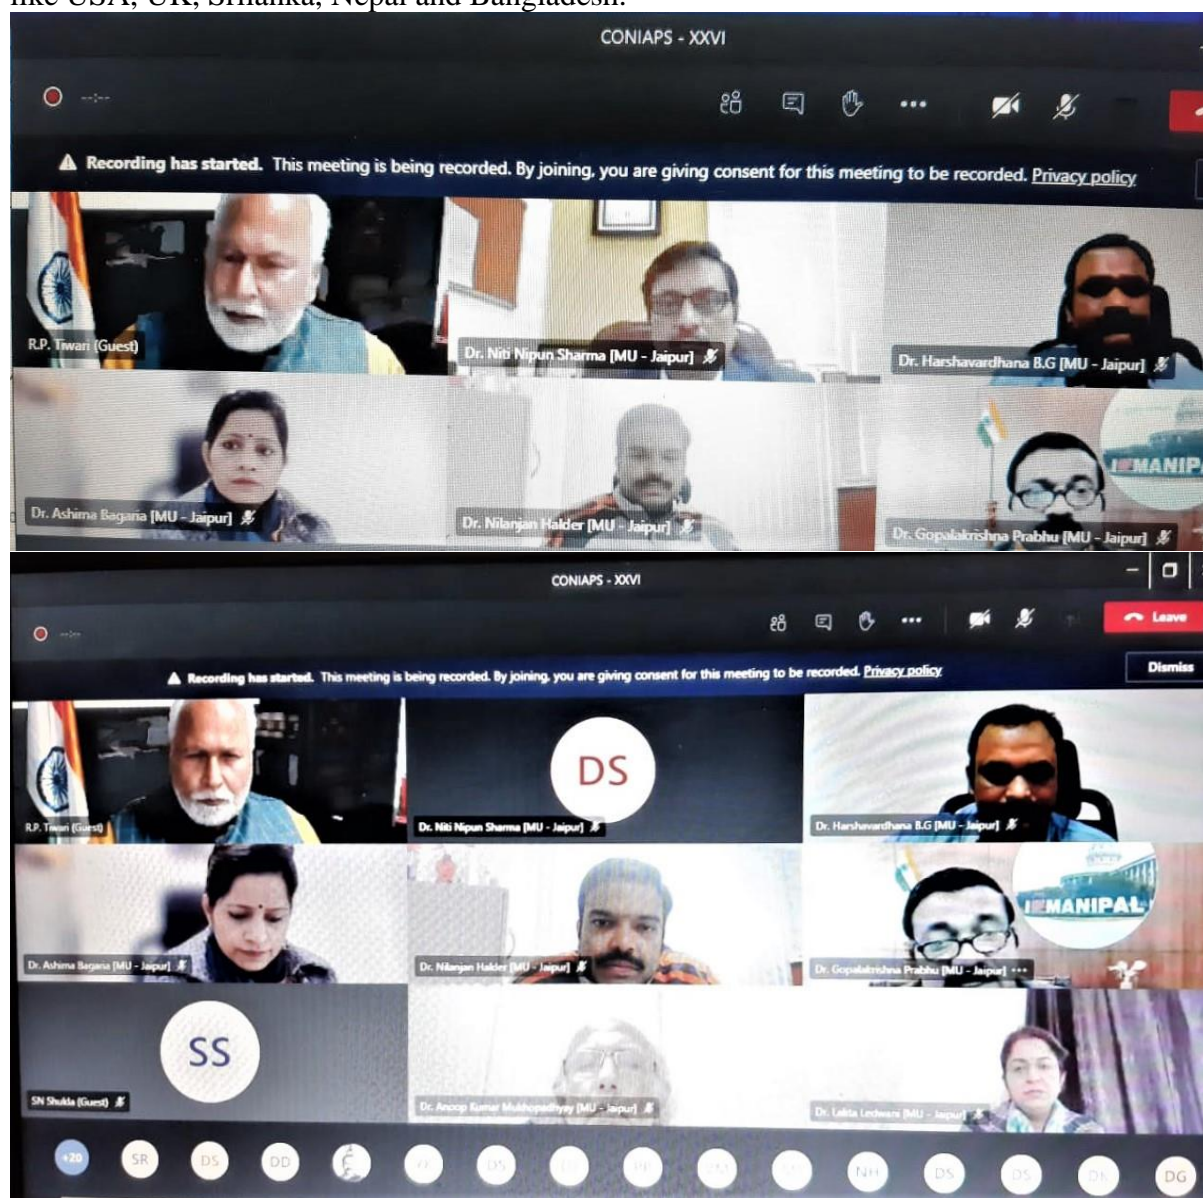 like USA, UK, Srilanka, Nepal and Bangladesh.
CONIAPS - XXVI
--:--
Recording has started. This meeting is being recorded. By joining, you are giving consent for this meeting to be recorded. Privacy policy
R.P. Tiwari (Guest)
Dr. Niti Nipun Sharma [MU - Jaipur]
Dr. Harshavardhana B.G [MU - Jaipur]
MANIPA
Dr. Ashima Bagaria [MU - Jaipur]
Dr. Nilanjan Halder [MU - Jaipur]
Dr. Gopalakrishna Prabhu [MU - Jaipur]
CONIAPS - XXVI
--:--
Leave
Recording has started. This meeting is being recorded. By joining, you are giving consent for this meeting to be recorded. Privacy policy
Dismiss
DS
R.P. Tiwari (Guest)
Dr. Niti Nipun Sharma [MU - Jaipur]
Dr. Harshavardhana B.G [MU - Jaipur]
I MANIPAL
Dr. Ashima Bagaria [MU - Jaipur]
Dr. Nilanjan Halder [MU - Jaipur]
Dr. Gopalakrishna Prabhu [MU - Jaipur] •••
SS
SN Shukla (Guest)
Dr. Anoop Kumar Mukhopadhyay [MU - Jaipur]
Dr. Lalita Ledwani [MU - Jaipur]
+20 SR DS DD DS PP NH DS DS DG